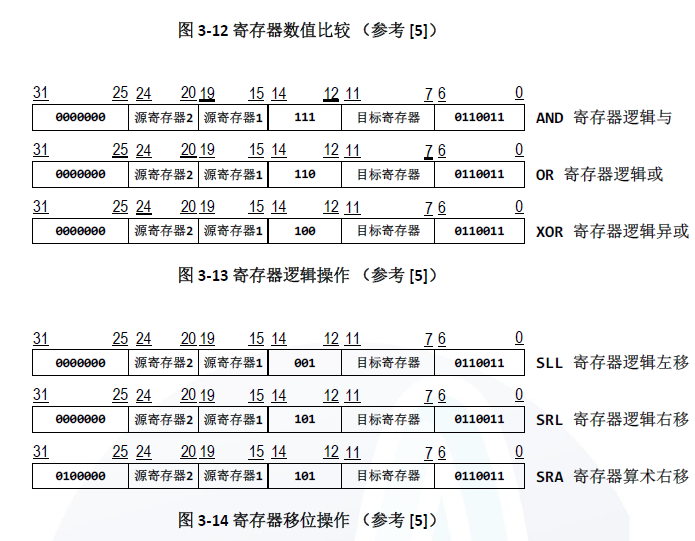 图 3-12 寄存器数值比较 （参考 [5]）
31 25 24 20 19 15 14 12 11 7 6 0
0000000 源寄存器2 源寄存器1 111 目标寄存器 0110011 AND 寄存器逻辑与
31 25 24 20 19 15 14 12 11 7 6 0
0000000 源寄存器2 源寄存器1 110 目标寄存器 0110011 OR 寄存器逻辑或
31 25 24 20 19 15 14 12 11 7 6 0
0000000 源寄存器2 源寄存器1 100 目标寄存器 0110011 XOR 寄存器逻辑异或
图 3-13 寄存器逻辑操作 （参考 [5]）
31 25 24 20 19 15 14 12 11 7 6 0
0000000 源寄存器2 源寄存器1 001 目标寄存器 0110011 SLL 寄存器逻辑左移
31 25 24 20 19 15 14 12 11 7 6 0
0000000 源寄存器2 源寄存器1 101 目标寄存器 0110011 SRL 寄存器逻辑右移
31 25 24 20 19 15 14 12 11 7 6 0
0100000 源寄存器2 源寄存器1 101 目标寄存器 0110011 SRA 寄存器算术右移
图 3-14 寄存器移位操作 （参考 [5]）